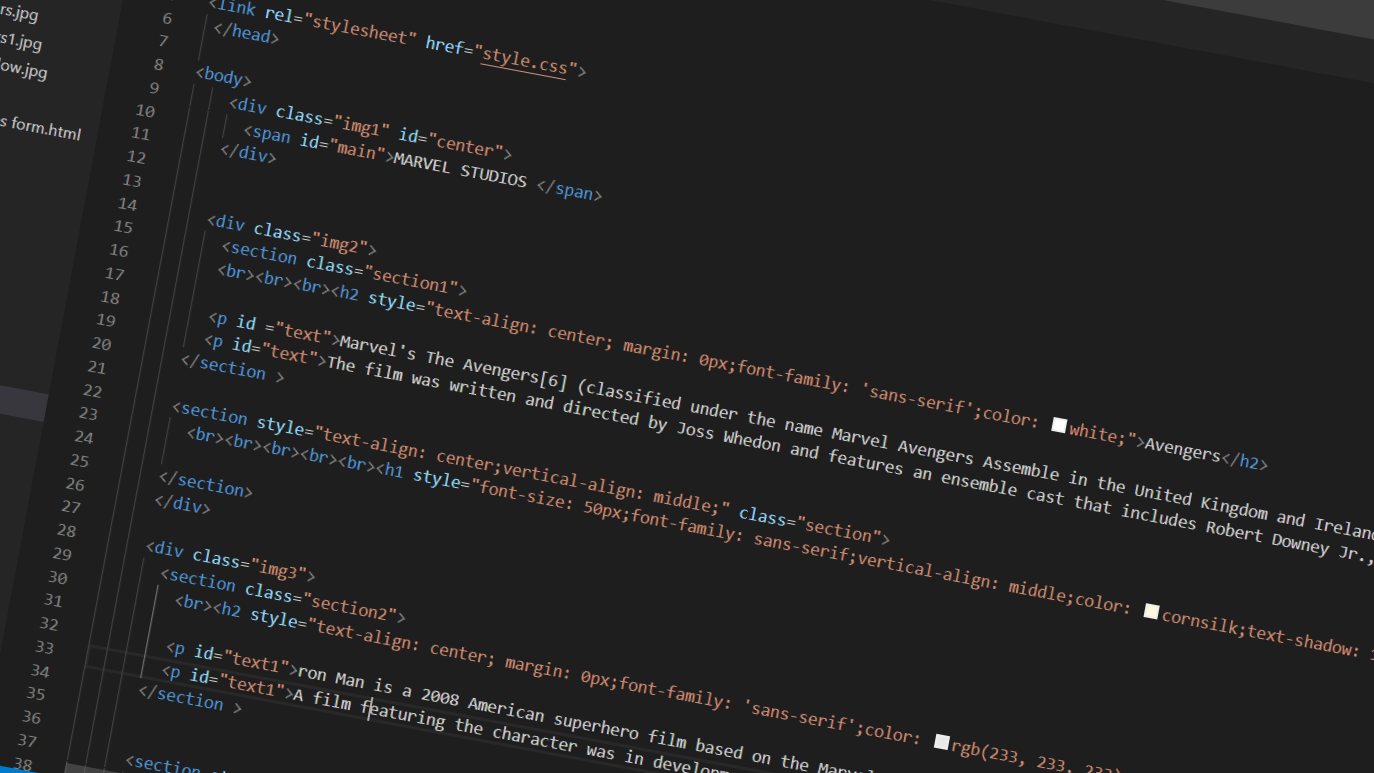 rs.jpg
s1.jpg
low.jpg
s form.html
<link rel="stylesheet" href="style.css">
6 </head>
7
8 <body>
9 <div class="img1" id="center">
10 <span id="main">MARVEL STUDIOS </span>
11 </div>
12
13
14 <div class="img2">
15 <section class="section1">
16 <br><br><br><h2 style="text-align: center; margin: 0px;font-family: 'sans-serif';color: white;">Avengers</h2>
17
18 <p id ="text">Marvel's The Avengers[6] (classified under the name Marvel Avengers Assemble in the United Kingdom and Ireland
19 <p id="text">The film was written and directed by Joss Whedon and features an ensemble cast that includes Robert Downey Jr.,
20 </section >
21
22 <section style="text-align: center;vertical-align: middle;" class="section">
23 <br><br><br><br><br><h1 style="font-size: 50px;font-family: sans-serif;vertical-align: middle;color: cornsilk;text-shadow:
24
25 </section>
26 </div>
27
28 <div class="img3">
29 <section class="section2">
30 <br><h2 style="text-align: center; margin: 0px;font-family: 'sans-serif';color: rgb(233, 233, 233)
31
32 <p id="text1">ron Man is a 2008 American superhero film based on the Marvel
33 <p id="text1">A film featuring the character was in develop
34 </section >
35
36
37 <section
38